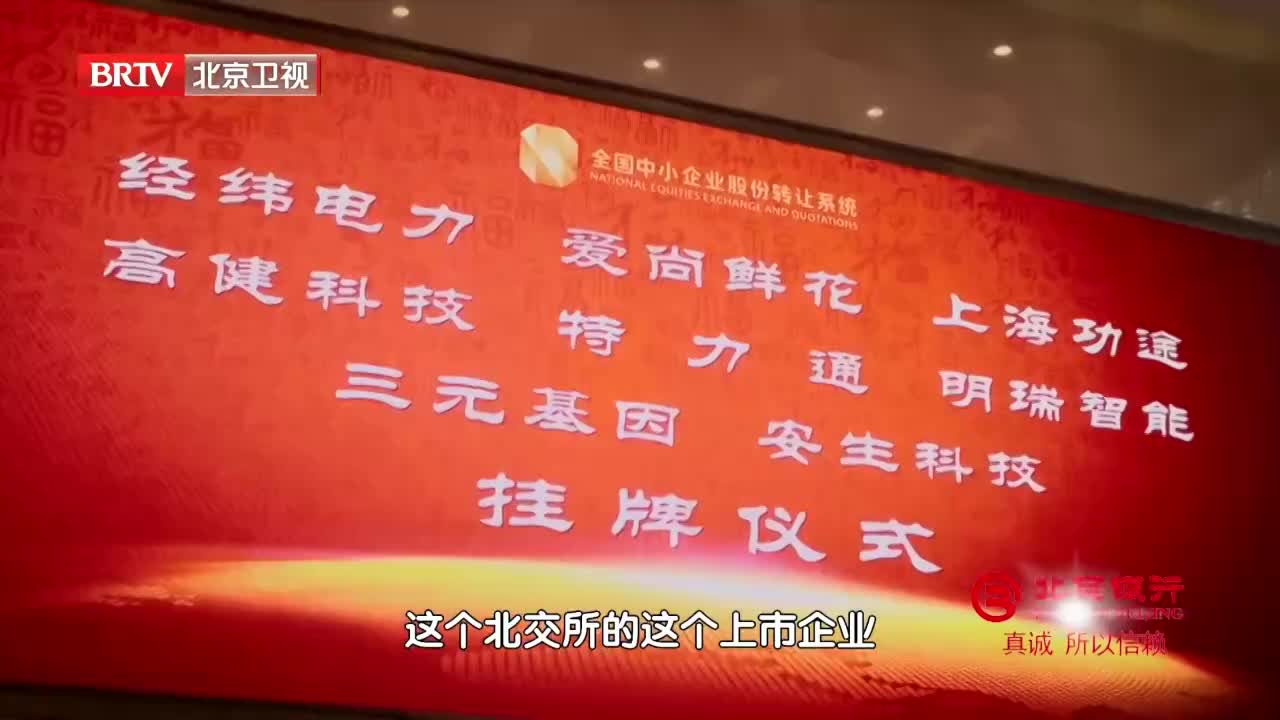 BRTV 北京卫视
全国中小企业股份转让系统
NATIONAL EQUITIES EXCHANGE AND QUOTATIONS
经纬电力 爱尚鲜花 上海功途
高健科技 特力通 明瑞智能
三元基因 安生科技
挂牌仪式
这个北交所的这个上市企业
北京银行
真诚 所以信赖